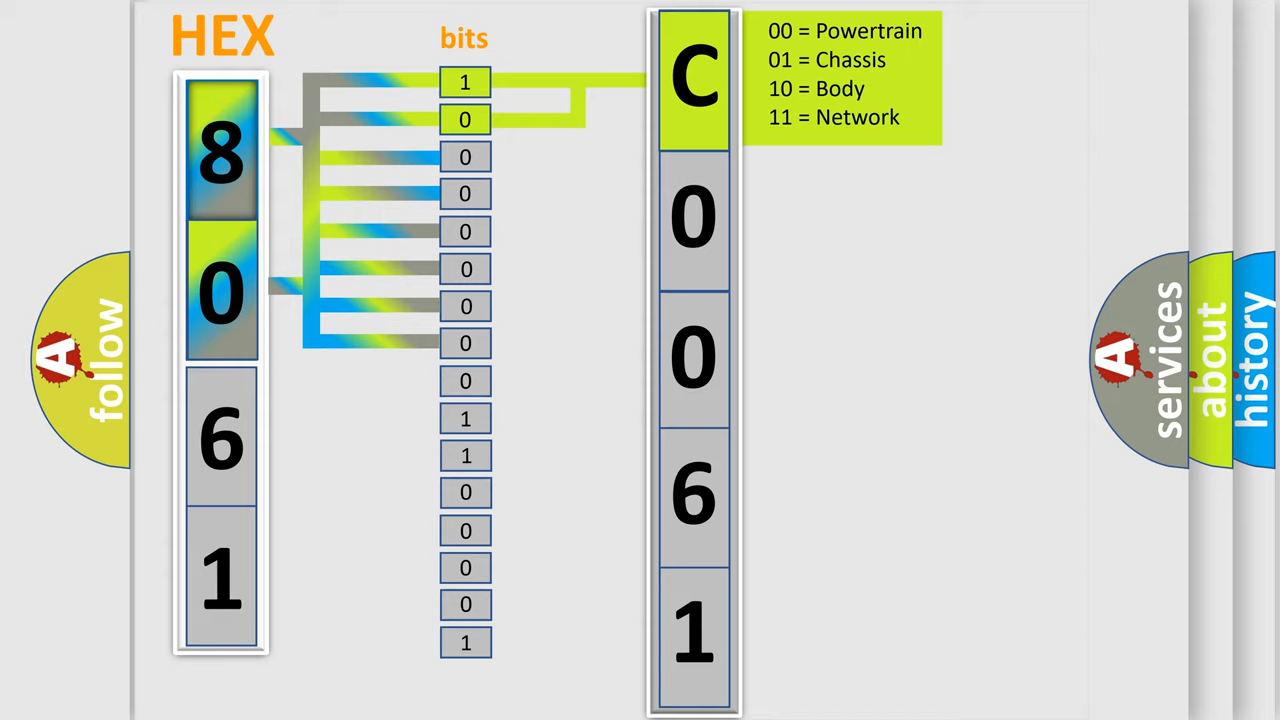 HEX
bits
8
0
6
1
1
0
0
0
0
0
0
0
0
1
1
0
0
0
0
1
C
0
0
6
1
00 = Powertrain
01 = Chassis
10 = Body
11 = Network
A
follow
A
services
about
history